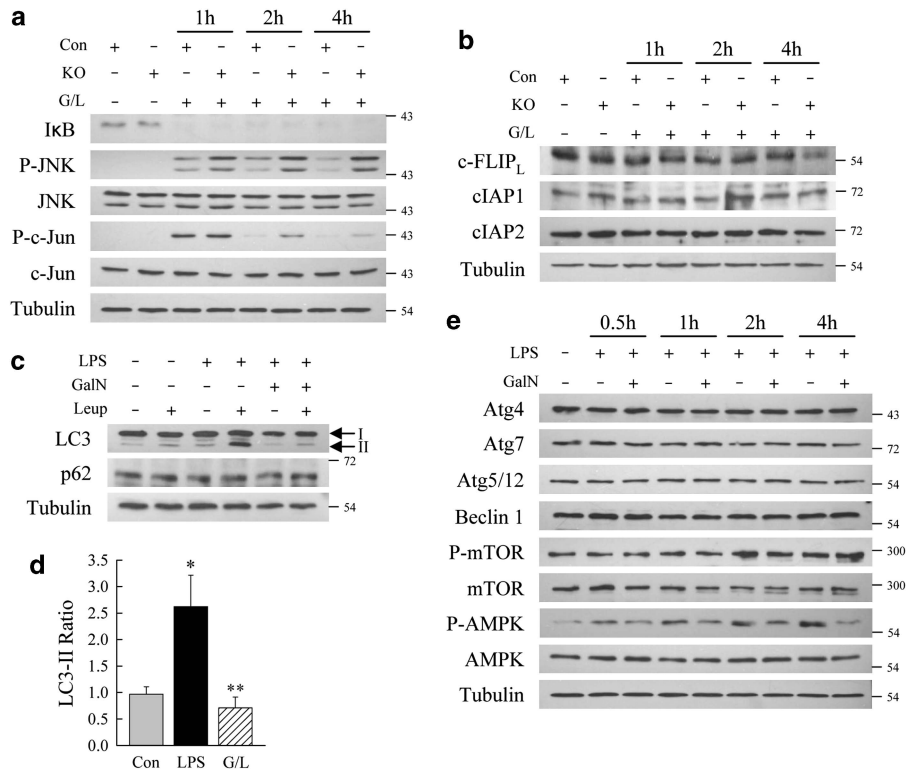 a
1h 2h 4h
Con + - + - + - + -
KO - + - + - + - +
G/L - - + + + + + +
IκB 43
P-JNK 43
JNK 43
P-c-Jun 43
c-Jun 43
Tubulin 54
b
1h 2h 4h
Con + - + - + - + -
KO - + - + - + - +
G/L - - + + + + + +
c-FLIPL 54
cIAP1 72
cIAP2 72
Tubulin 54
c
LPS - - + + + +
GalN - - - - + +
Leup - + - + - +
LC3 I
II
p62 72
Tubulin 54
d
LC3-II Ratio
3.5
3.0
2.5
2.0
1.5
1.0
0.5
0.0
*
**
Con LPS G/L
e
0.5h 1h 2h 4h
LPS - + + + + + + + +
GalN - - + - + - + - +
Atg4 43
Atg7 72
Atg5/12 54
Beclin 1 54
P-mTOR 300
mTOR 300
P-AMPK 54
AMPK 54
Tubulin 54